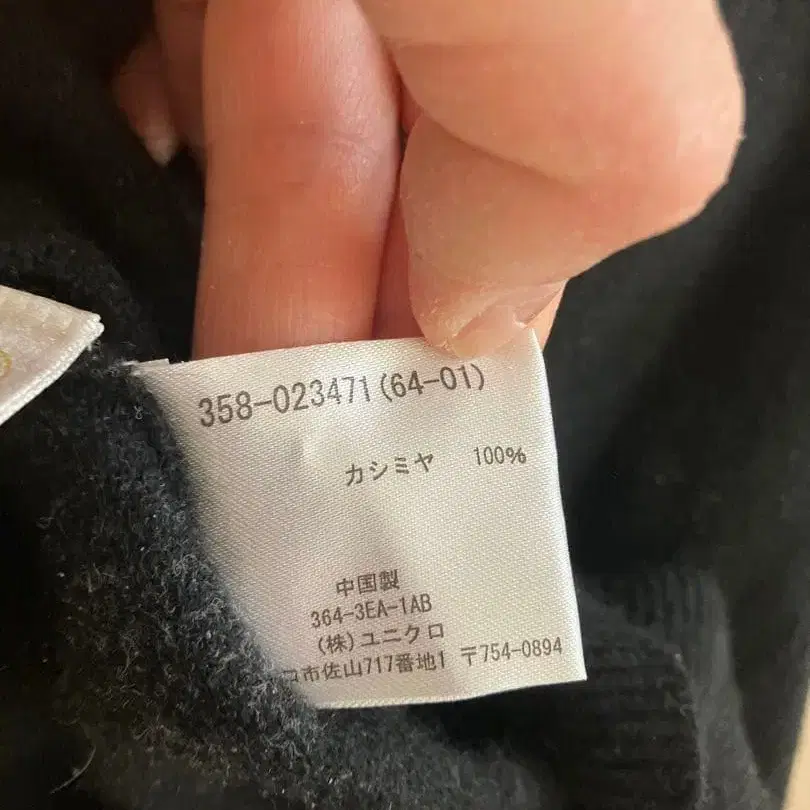 358-023471(64-01)
カシミヤ 100%
中国製
364-3EA-1AB
(株)ユニクロ
市佐山717番地1 〒754-0894